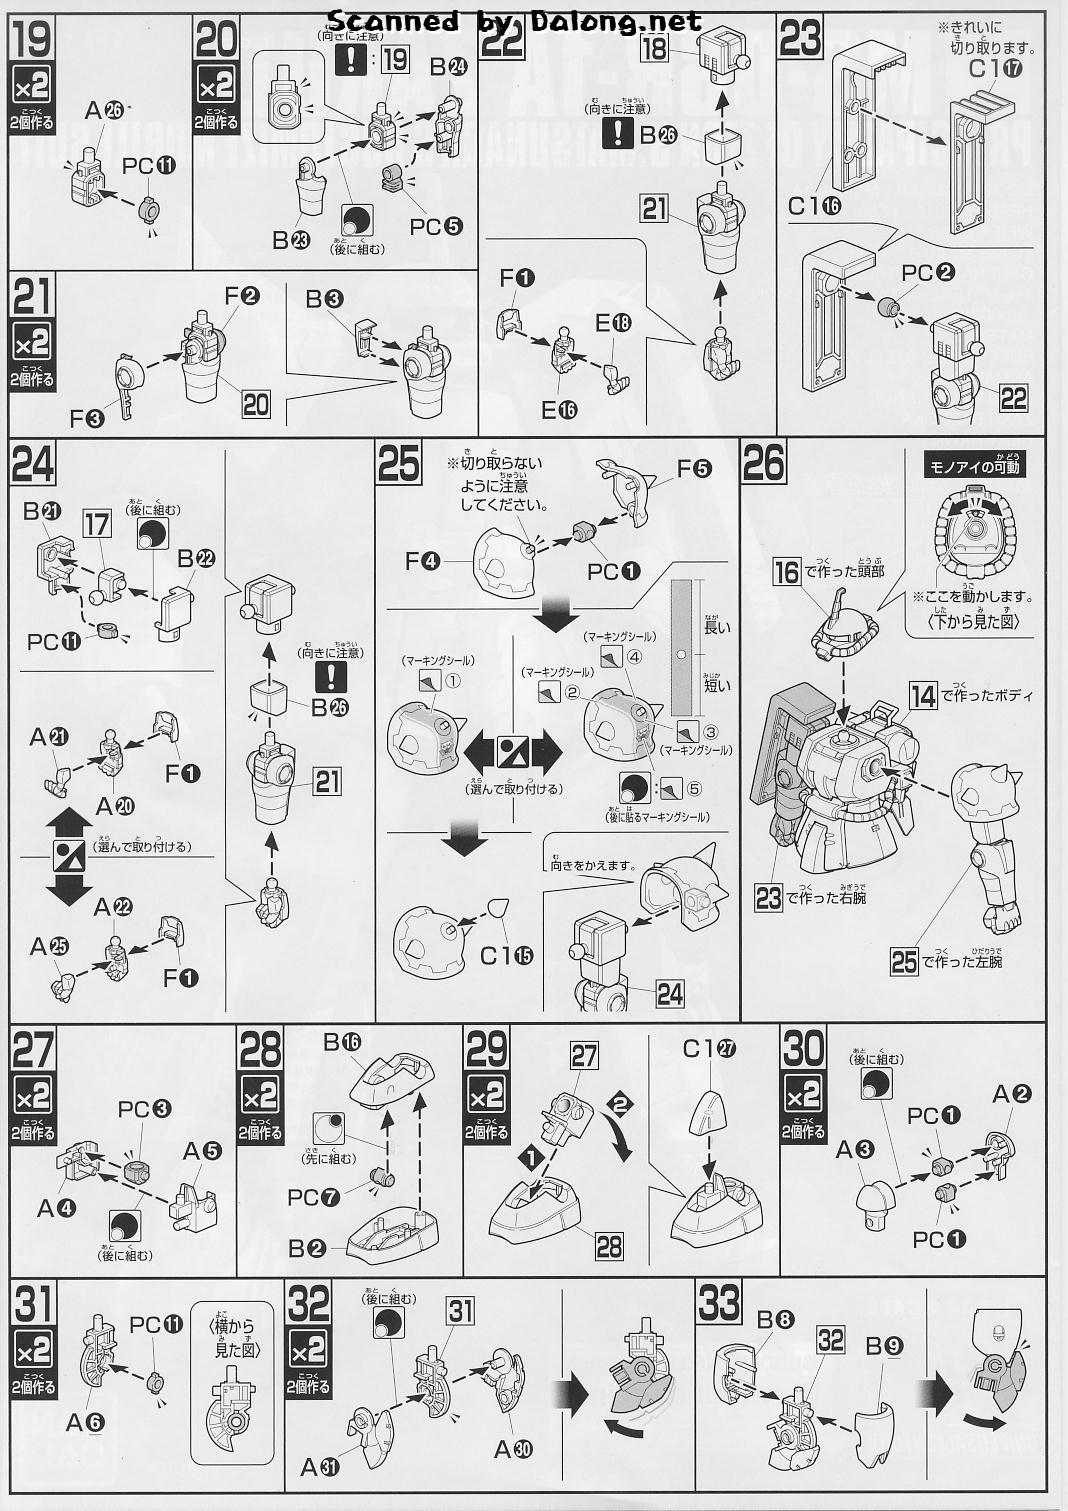 Scanned by Dalong.net
19
×2
2個作る
A26
PC11
20
×2
2個作る
(向きに注意)
!:19
B24
B23
PC5
(後に組む)
21
×2
2個作る
F2
F3
20
B3
22
18
(向きに注意)
! B26
21
F1
E18
E16
23
※きれいに
切り取ります。
C1 17
C1 16
PC2
22
24
B21
17
(後に組む)
B22
PC11
A21
F1
A20
(選んで取り付ける)
A22
A25
F1
(向きに注意)
!
B26
21
25
※切り取らない
ように注意
してください。
F5
F4
PC1
(マーキングシール)
①
(マーキングシール)
④
(マーキングシール)
②
長い
短い
③
(マーキングシール)
(選んで取り付ける)
:⑤
(後に貼るマーキングシール)
C1 15
向きをかえます。
24
26
モノアイの可動
※ここを動かします。
〈下から見た図〉
16で作った頭部
14で作ったボディ
23で作った右腕
25で作った左腕
27
×2
2個作る
PC3
A5
A4
(後に組む)
28
×2
2個作る
B16
(先に組む)
PC7
B2
29
×2
2個作る
27
1
2
28
C1 27
30
×2
2個作る
(後に組む)
PC1
A2
A3
PC1
31
×2
2個作る
PC11
A6
〈横から
見た図〉
32
×2
2個作る
(後に組む)
31
A31
A30
33
B8
32
B9